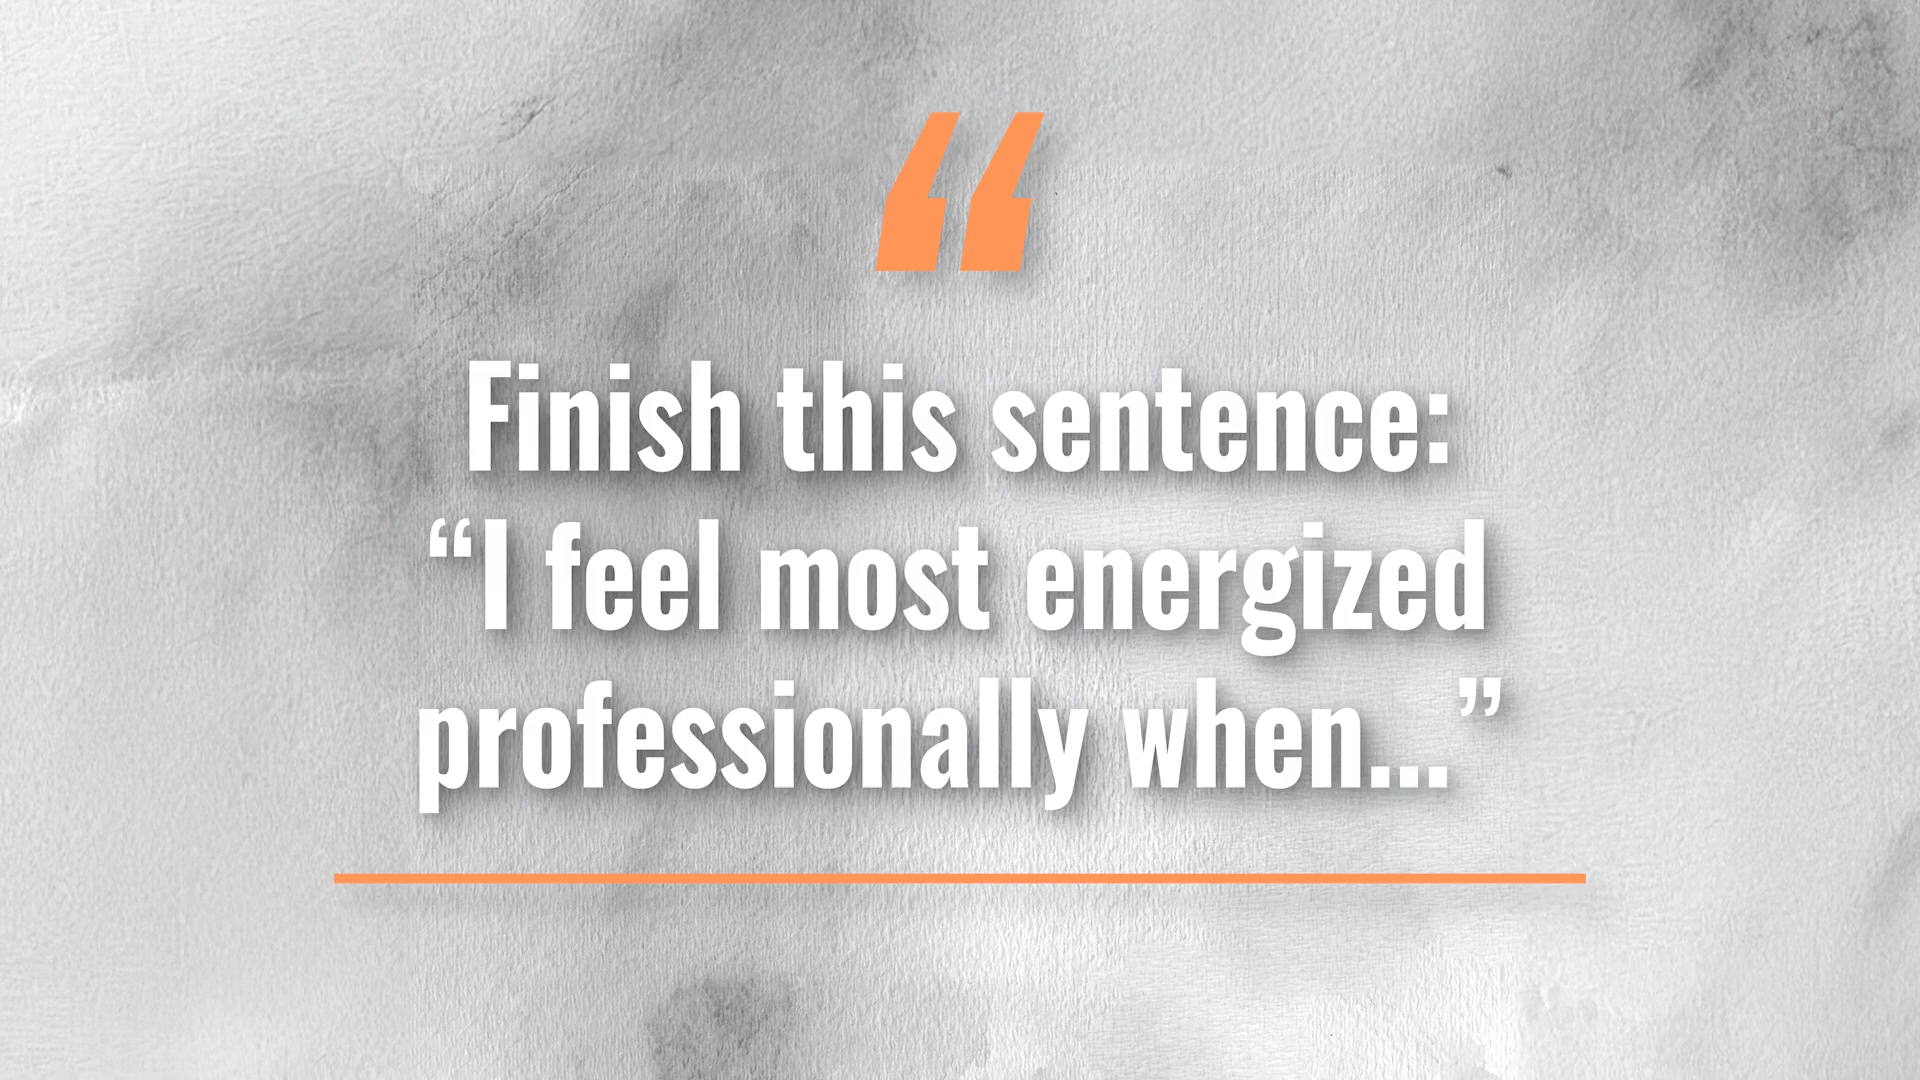 “
Finish this sentence:
“I feel most energized
professionally when...”